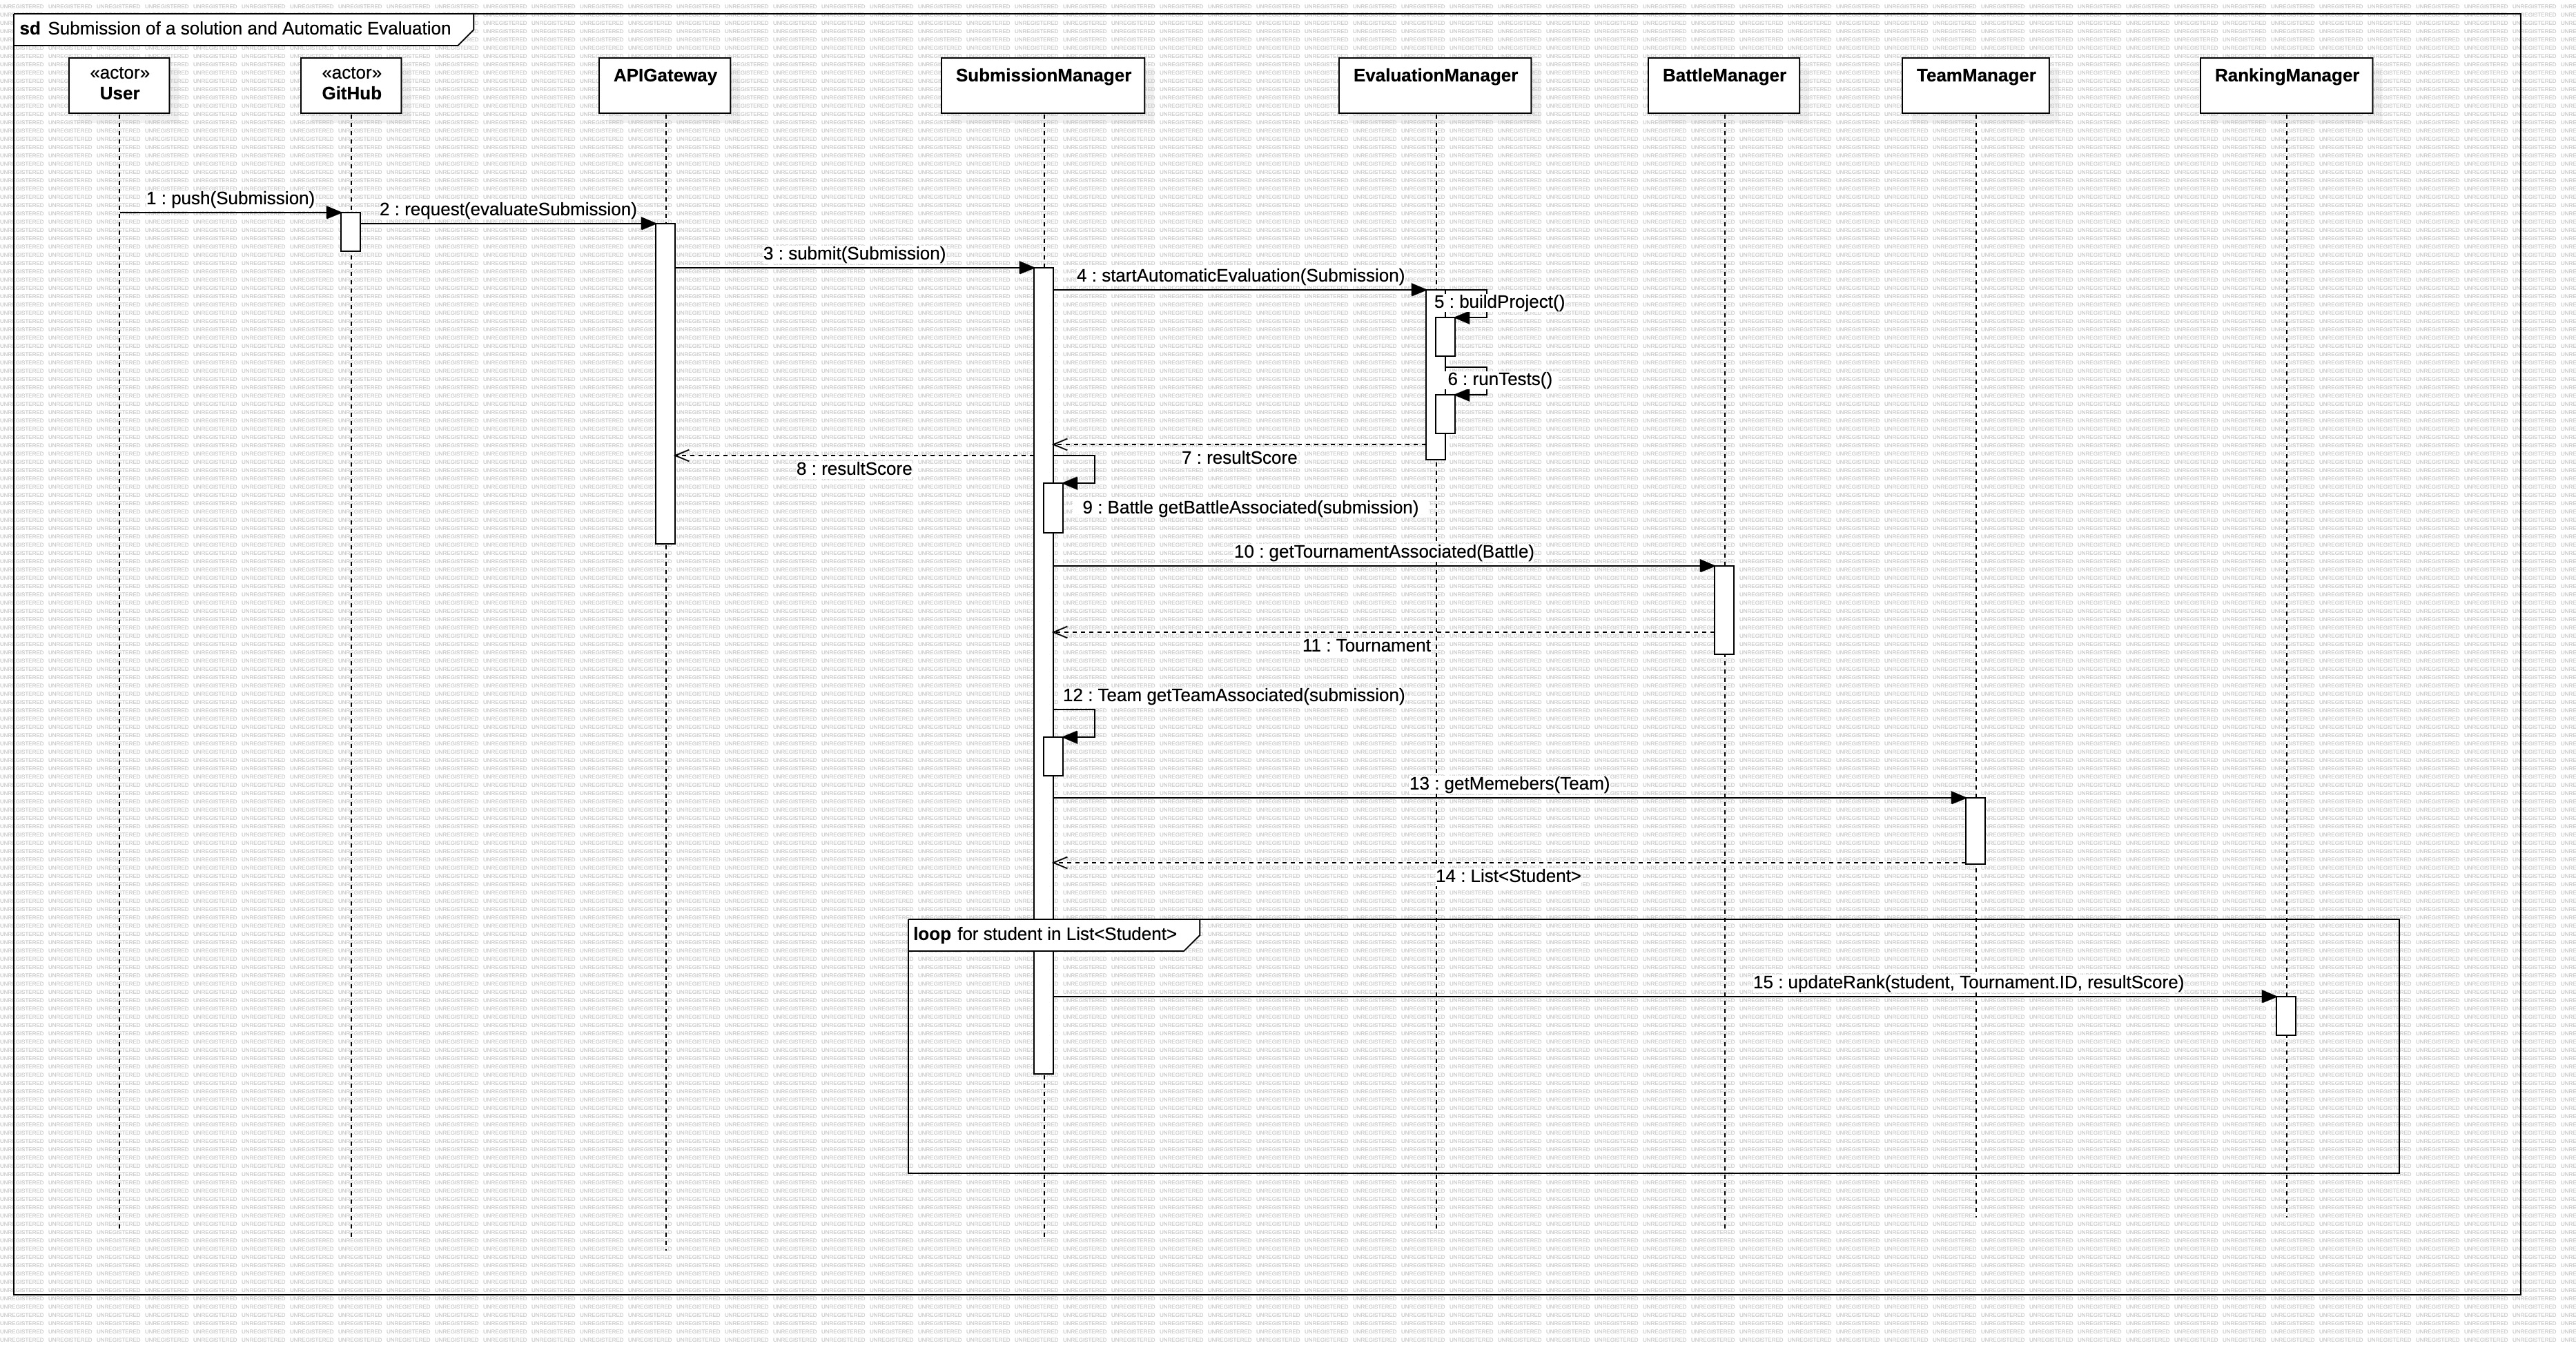 sd Submission of a solution and Automatic Evaluation
«actor»
User
«actor»
GitHub
APIGateway
SubmissionManager
EvaluationManager
BattleManager
TeamManager
RankingManager
1 : push(Submission)
2 : request(evaluateSubmission)
3 : submit(Submission)
4 : startAutomaticEvaluation(Submission)
5 : buildProject()
6 : runTests()
7 : resultScore
8 : resultScore
9 : Battle getBattleAssociated(submission)
10 : getTournamentAssociated(Battle)
11 : Tournament
12 : Team getTeamAssociated(submission)
13 : getMemebers(Team)
14 : List<Student>
loop for student in List<Student>
15 : updateRank(student, Tournament.ID, resultScore)
UNREGISTERED